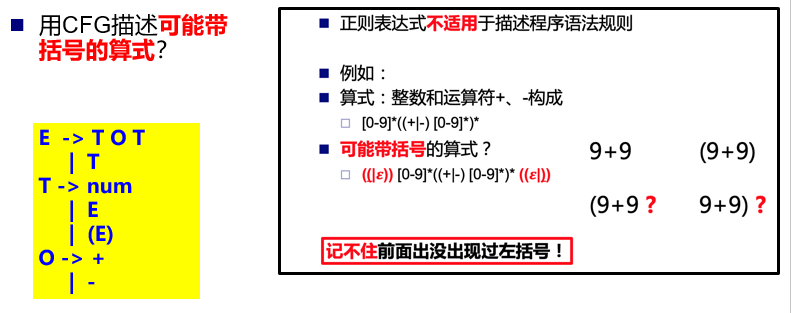 用CFG描述可能带
括号的算式？
E -> T O T
| T
T -> num
| E
| (E)
O -> +
| -
正则表达式不适用于描述程序语法规则
例如：
算式：整数和运算符+、-构成
[0-9]*((+|-) [0-9]*)*
可能带括号的算式？
((|ε)) [0-9]*((+|-) [0-9]*)* ((ε|))
9+9 (9+9)
(9+9 ? 9+9) ?
记不住前面出没出现过左括号！